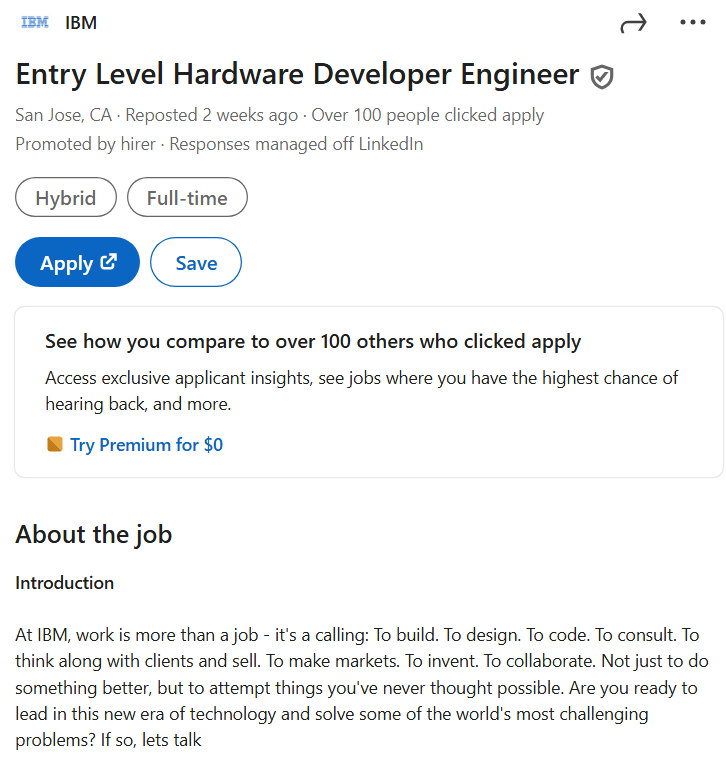 IBM IBM
Entry Level Hardware Developer Engineer
San Jose, CA · Reposted 2 weeks ago · Over 100 people clicked apply
Promoted by hirer · Responses managed off LinkedIn
Hybrid Full-time
Apply Save
See how you compare to over 100 others who clicked apply
Access exclusive applicant insights, see jobs where you have the highest chance of
hearing back, and more.
Try Premium for $0
About the job
Introduction
At IBM, work is more than a job - it's a calling: To build. To design. To code. To consult. To
think along with clients and sell. To make markets. To invent. To collaborate. Not just to do
something better, but to attempt things you've never thought possible. Are you ready to
lead in this new era of technology and solve some of the world's most challenging
problems? If so, lets talk